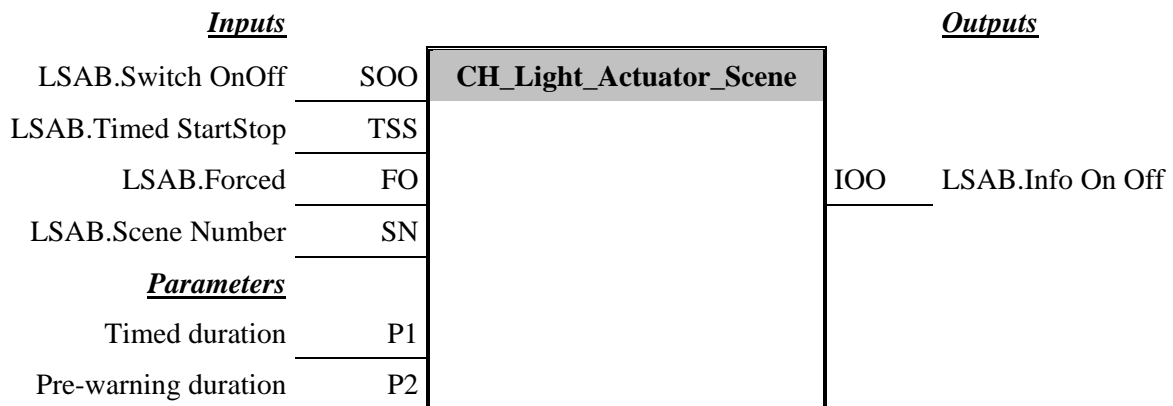 Inputs Outputs
LSAB.Switch OnOff SOO CH_Light_Actuator_Scene
LSAB.Timed StartStop TSS
LSAB.Forced FO IOO LSAB.Info On Off
LSAB.Scene Number SN
Parameters
Timed duration P1
Pre-warning duration P2